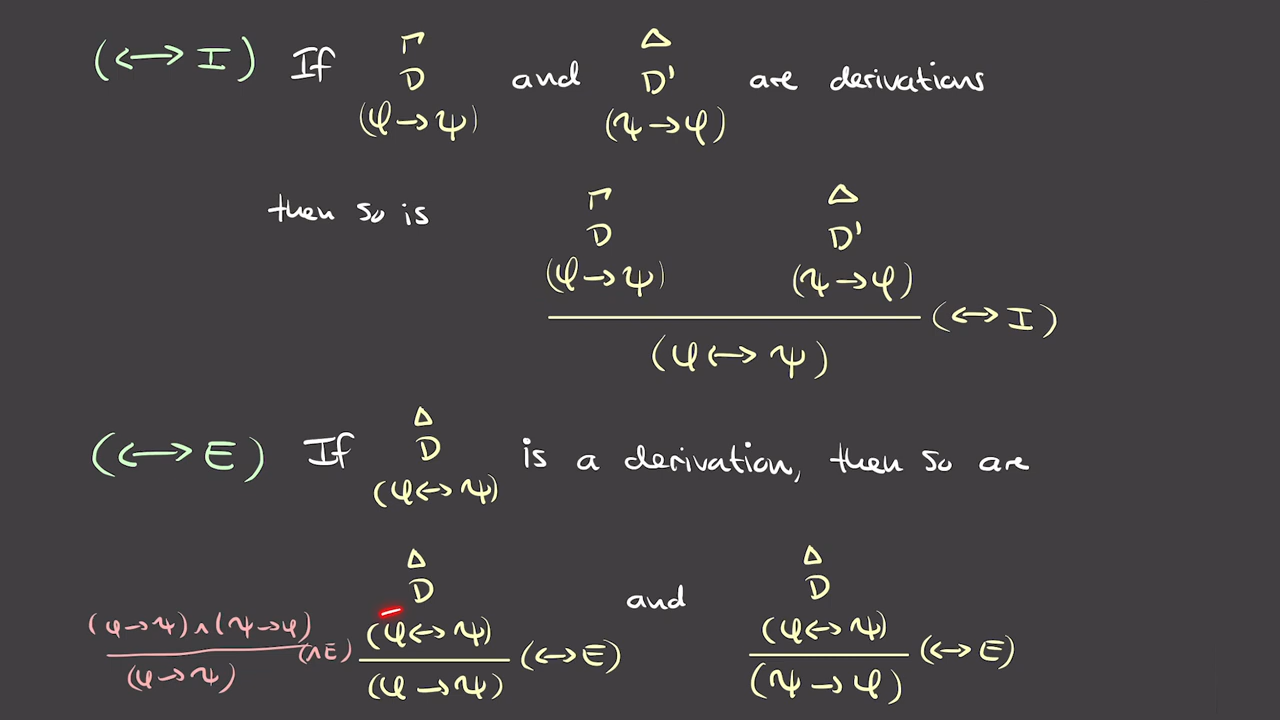 (↔ I) If Γ and Δ are derivations
D D'
(φ→ψ) (ψ→φ)
then so is Γ Δ
D D'
(φ→ψ) (ψ→φ)
(↔ I)
(φ↔ψ)
(↔ E) If Δ is a derivation, then so are
D
(φ↔ψ)
Δ and Δ
D D
(φ→ψ)∧(ψ→φ) (φ↔ψ) (φ↔ψ)
(∧E) (↔E) (↔E)
(φ→ψ) (φ→ψ) (ψ→φ)